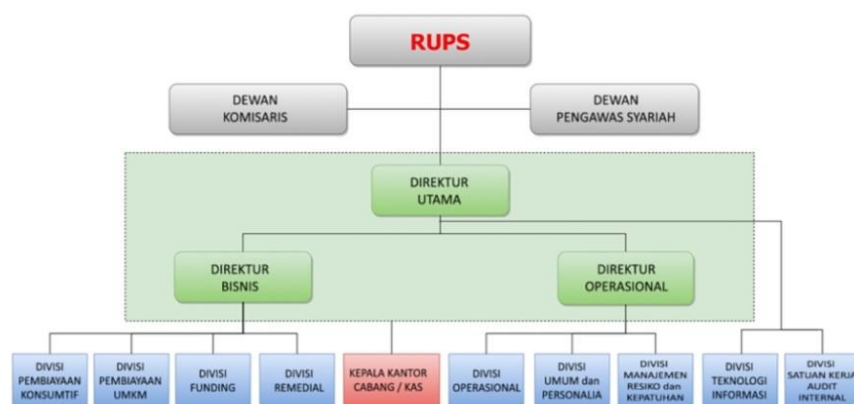 RUPS
DEWAN
KOMISARIS
DEWAN
PENGAWAS SYARIAH
DIREKTUR
UTAMA
DIREKTUR
BISNIS
DIREKTUR
OPERASIONAL
DIVISI
PEMBIAYAAN
KONSUMTIF
DIVISI
PEMBIAYAAN
UMKM
DIVISI
FUNDING
DIVISI
REMEDIAL
KEPALA KANTOR
CABANG / KAS
DIVISI
OPERASIONAL
DIVISI
UMUM dan
PERSONALIA
DIVISI
MANAJEMEN
RESIKO dan
KEPATUHAN
DIVISI
TEKNOLOGI
INFORMASI
DIVISI
SATUAN KERJA
AUDIT
INTERNAL